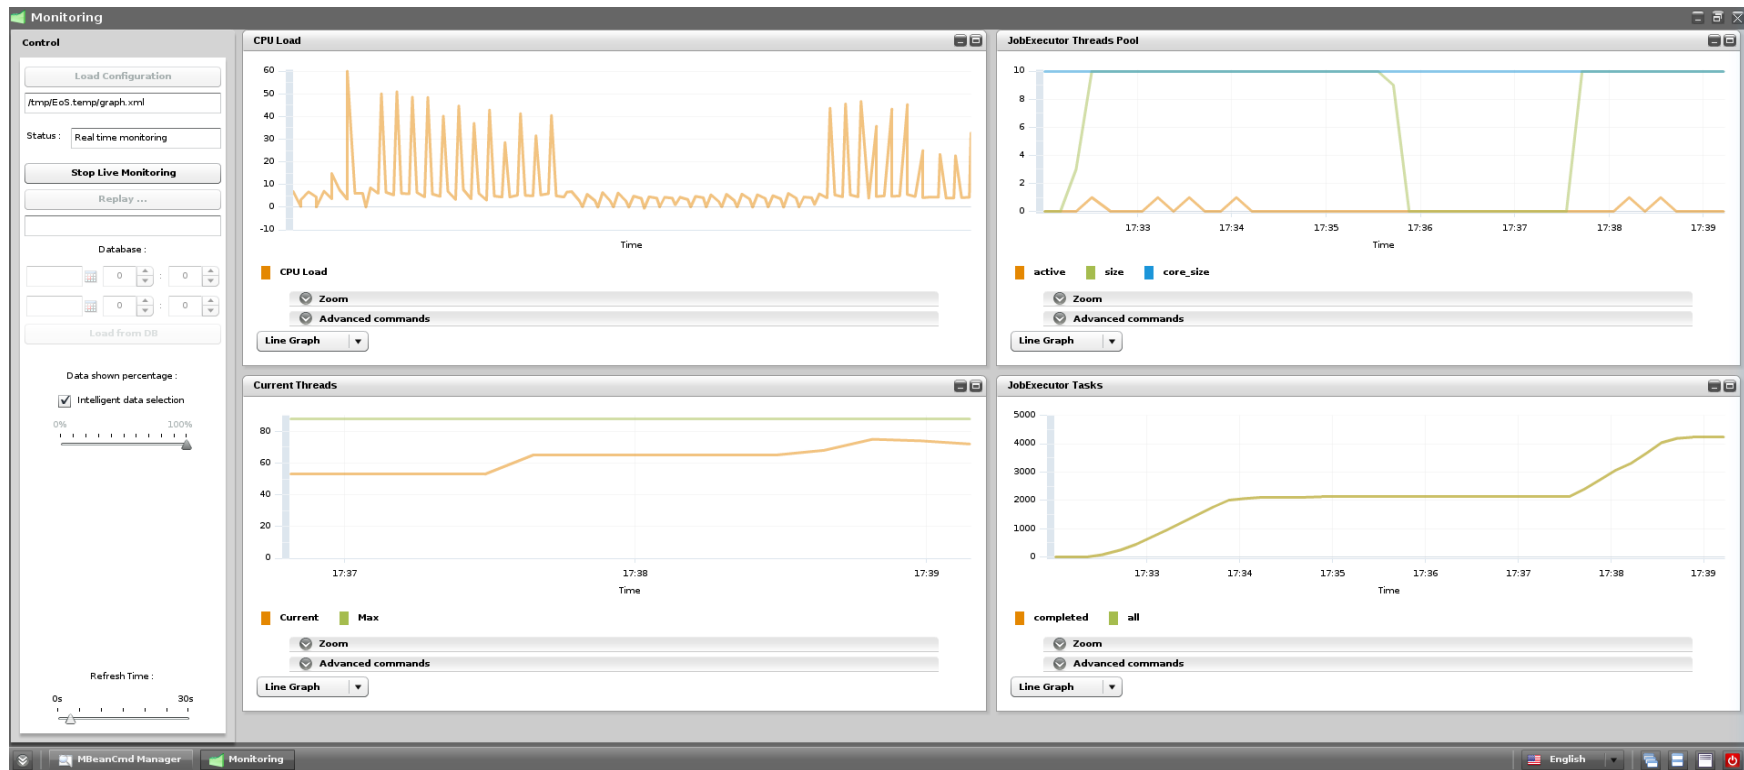 Monitoring
Control
Load Configuration
/tmp/EoS.temp/graph.xml
Status :
Real time monitoring
Stop Live Monitoring
Replay ...
Database :
0 : 0
0 : 0
Load from DB
Data shown percentage :
Intelligent data selection
0% 100%
Refresh Time :
0s 30s
CPU Load
60
50
40
30
20
10
0
-10
Time
CPU Load
Zoom
Advanced commands
Line Graph
JobExecutor Threads Pool
10
8
6
4
2
0
17:33 17:34 17:35 17:36 17:37 17:38 17:39
Time
active size core_size
Zoom
Advanced commands
Line Graph
Current Threads
80
60
40
20
0
17:37 17:38 17:39
Time
Current Max
Zoom
Advanced commands
Line Graph
JobExecutor Tasks
5000
4000
3000
2000
1000
0
17:33 17:34 17:35 17:36 17:37 17:38 17:39
Time
completed all
Zoom
Advanced commands
Line Graph
MBeanCmd Manager Monitoring English